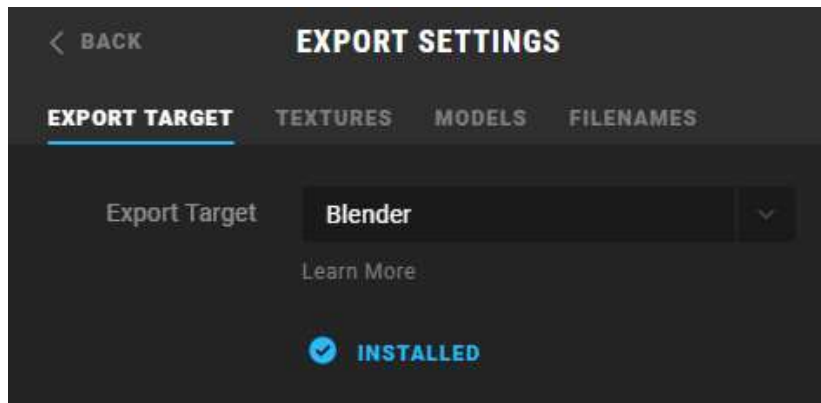 BACK
EXPORT SETTINGS
EXPORT TARGET TEXTURES MODELS FILENAMES
Export Target Blender
Learn More
INSTALLED